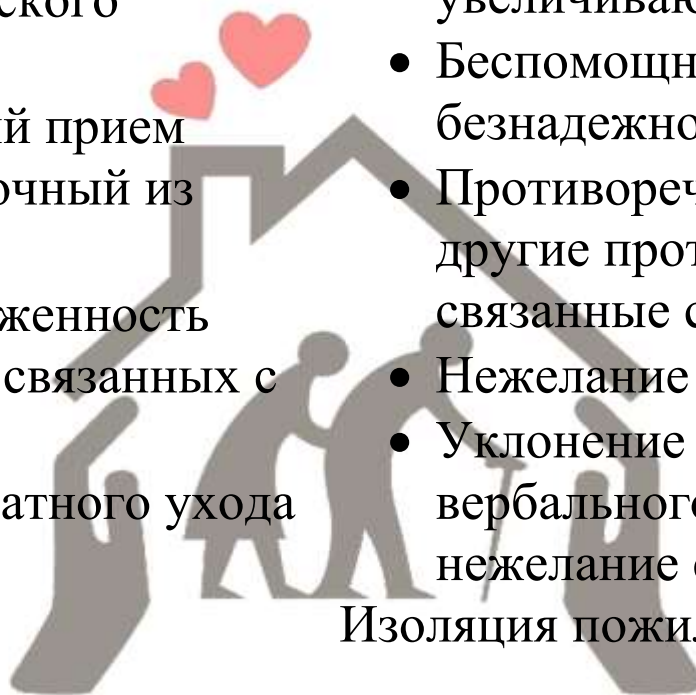 ского
й прием
очный из
женность
связанных с
атного ухода
увеличиваю
• Беспомощн
безнадежно
• Противореч
другие прот
связанные с
• Нежелание
• Уклонение
вербального
нежелание
Изоляция пожил